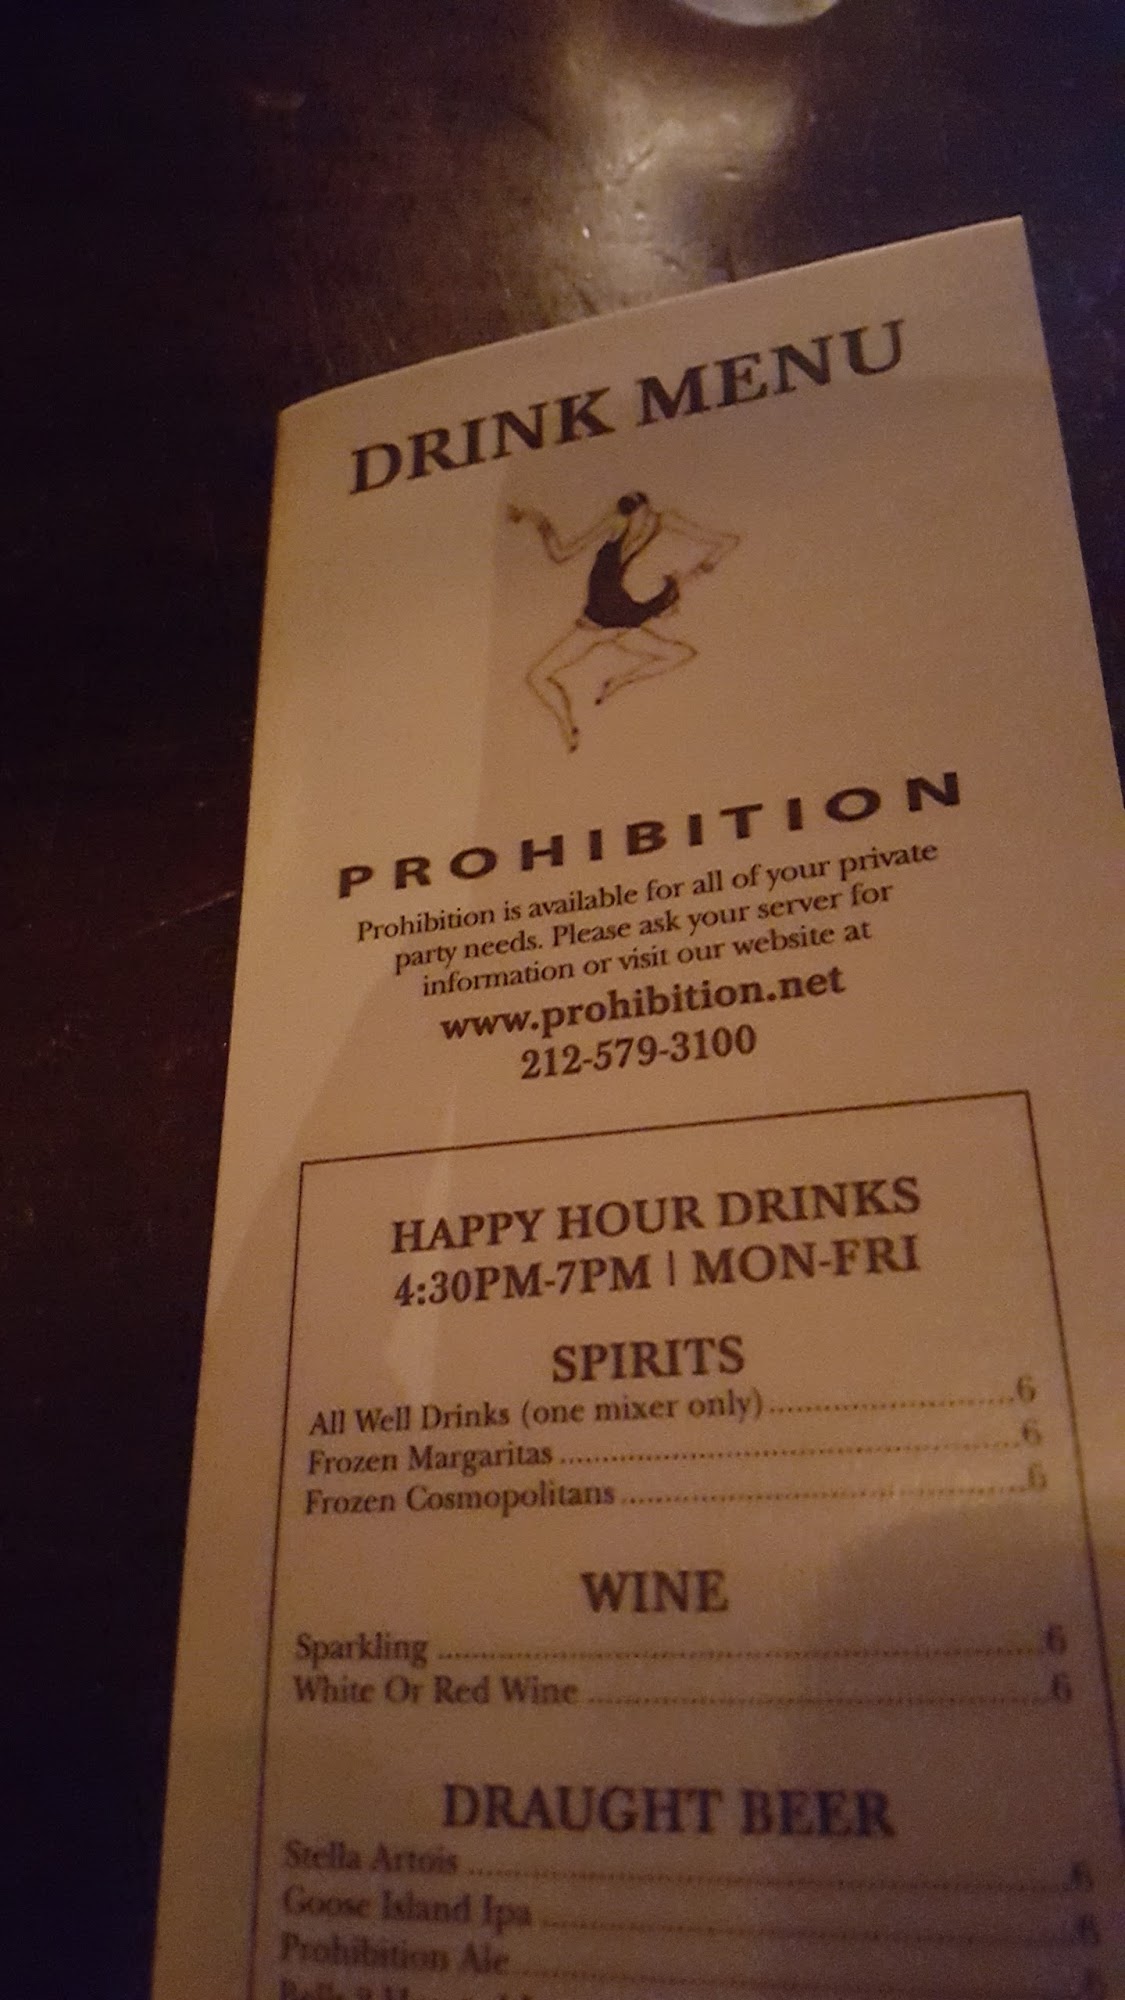 DRINK MENU
PROHIBITION
Prohibition is available for all of your private
party needs. Please ask your server for
information or visit our website at
www.prohibition.net
212-579-3100
HAPPY HOUR DRINKS
4:30PM-7PM | MON-FRI
SPIRITS
All Well Drinks (one mixer only)..........................6
Frozen Margaritas..................................................6
Frozen Cosmopolitans...........................................6
WINE
Sparkling................................................................6
White Or Red Wine................................................6
DRAUGHT BEER
Stella Artois............................................................6
Goose Island Ipa.....................................................6
Prohibition Ale.......................................................6